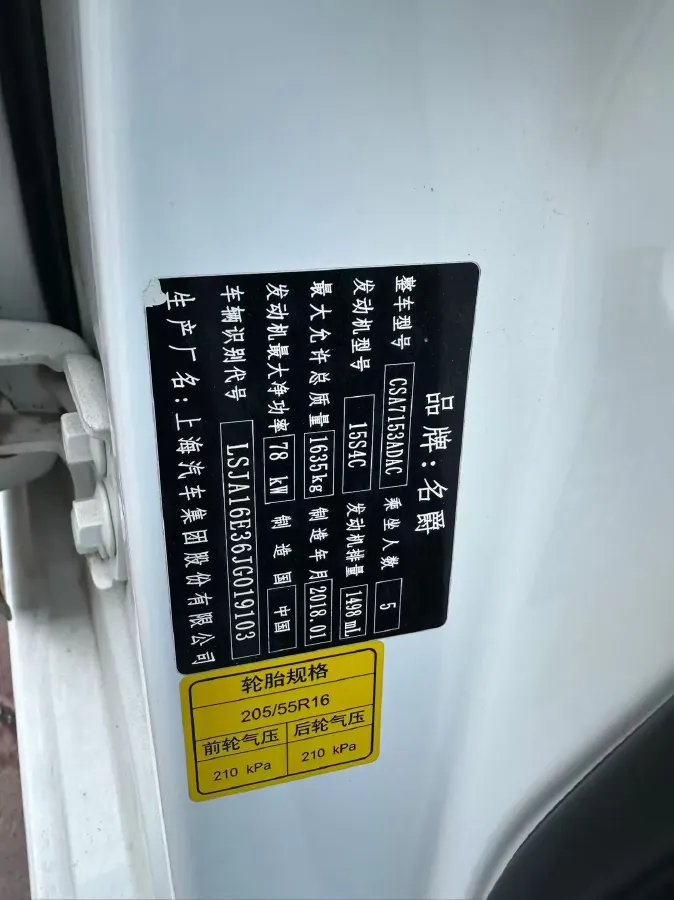 品牌:名爵
整车型号 CSA7153ADAC 乘坐人数 5
发动机型号 15S4C 发动机排量 1498mL
最大允许总质量 1635kg 制造年月 2018.01
发动机最大净功率 78 kW 制造国 中国
车辆识别代号 LSJA16E36JG019103
生产厂名:上海汽车集团股份有限公司
轮胎规格
205/55R16
前轮气压 后轮气压
210 kPa 210 kPa